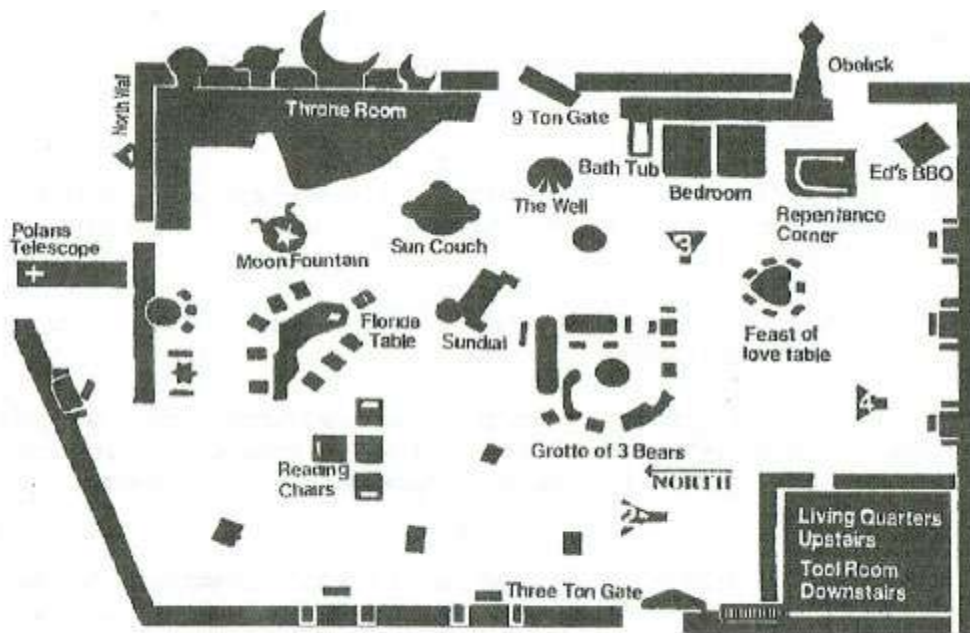 Obelisk
North Wall
Throne Room
9 Ton Gate
Bath Tub
Bedroom
Ed's BBQ
The Well
Repentance
Corner
Polaris
Telescope
Moon Fountain
Sun Couch
3
Florida
Table
Sundial
Feast of
love table
4
Grotto of 3 Bears
Reading
Chairs
NORTH
2
Living Quarters
Upstairs
Tool Room
Downstairs
Three Ton Gate